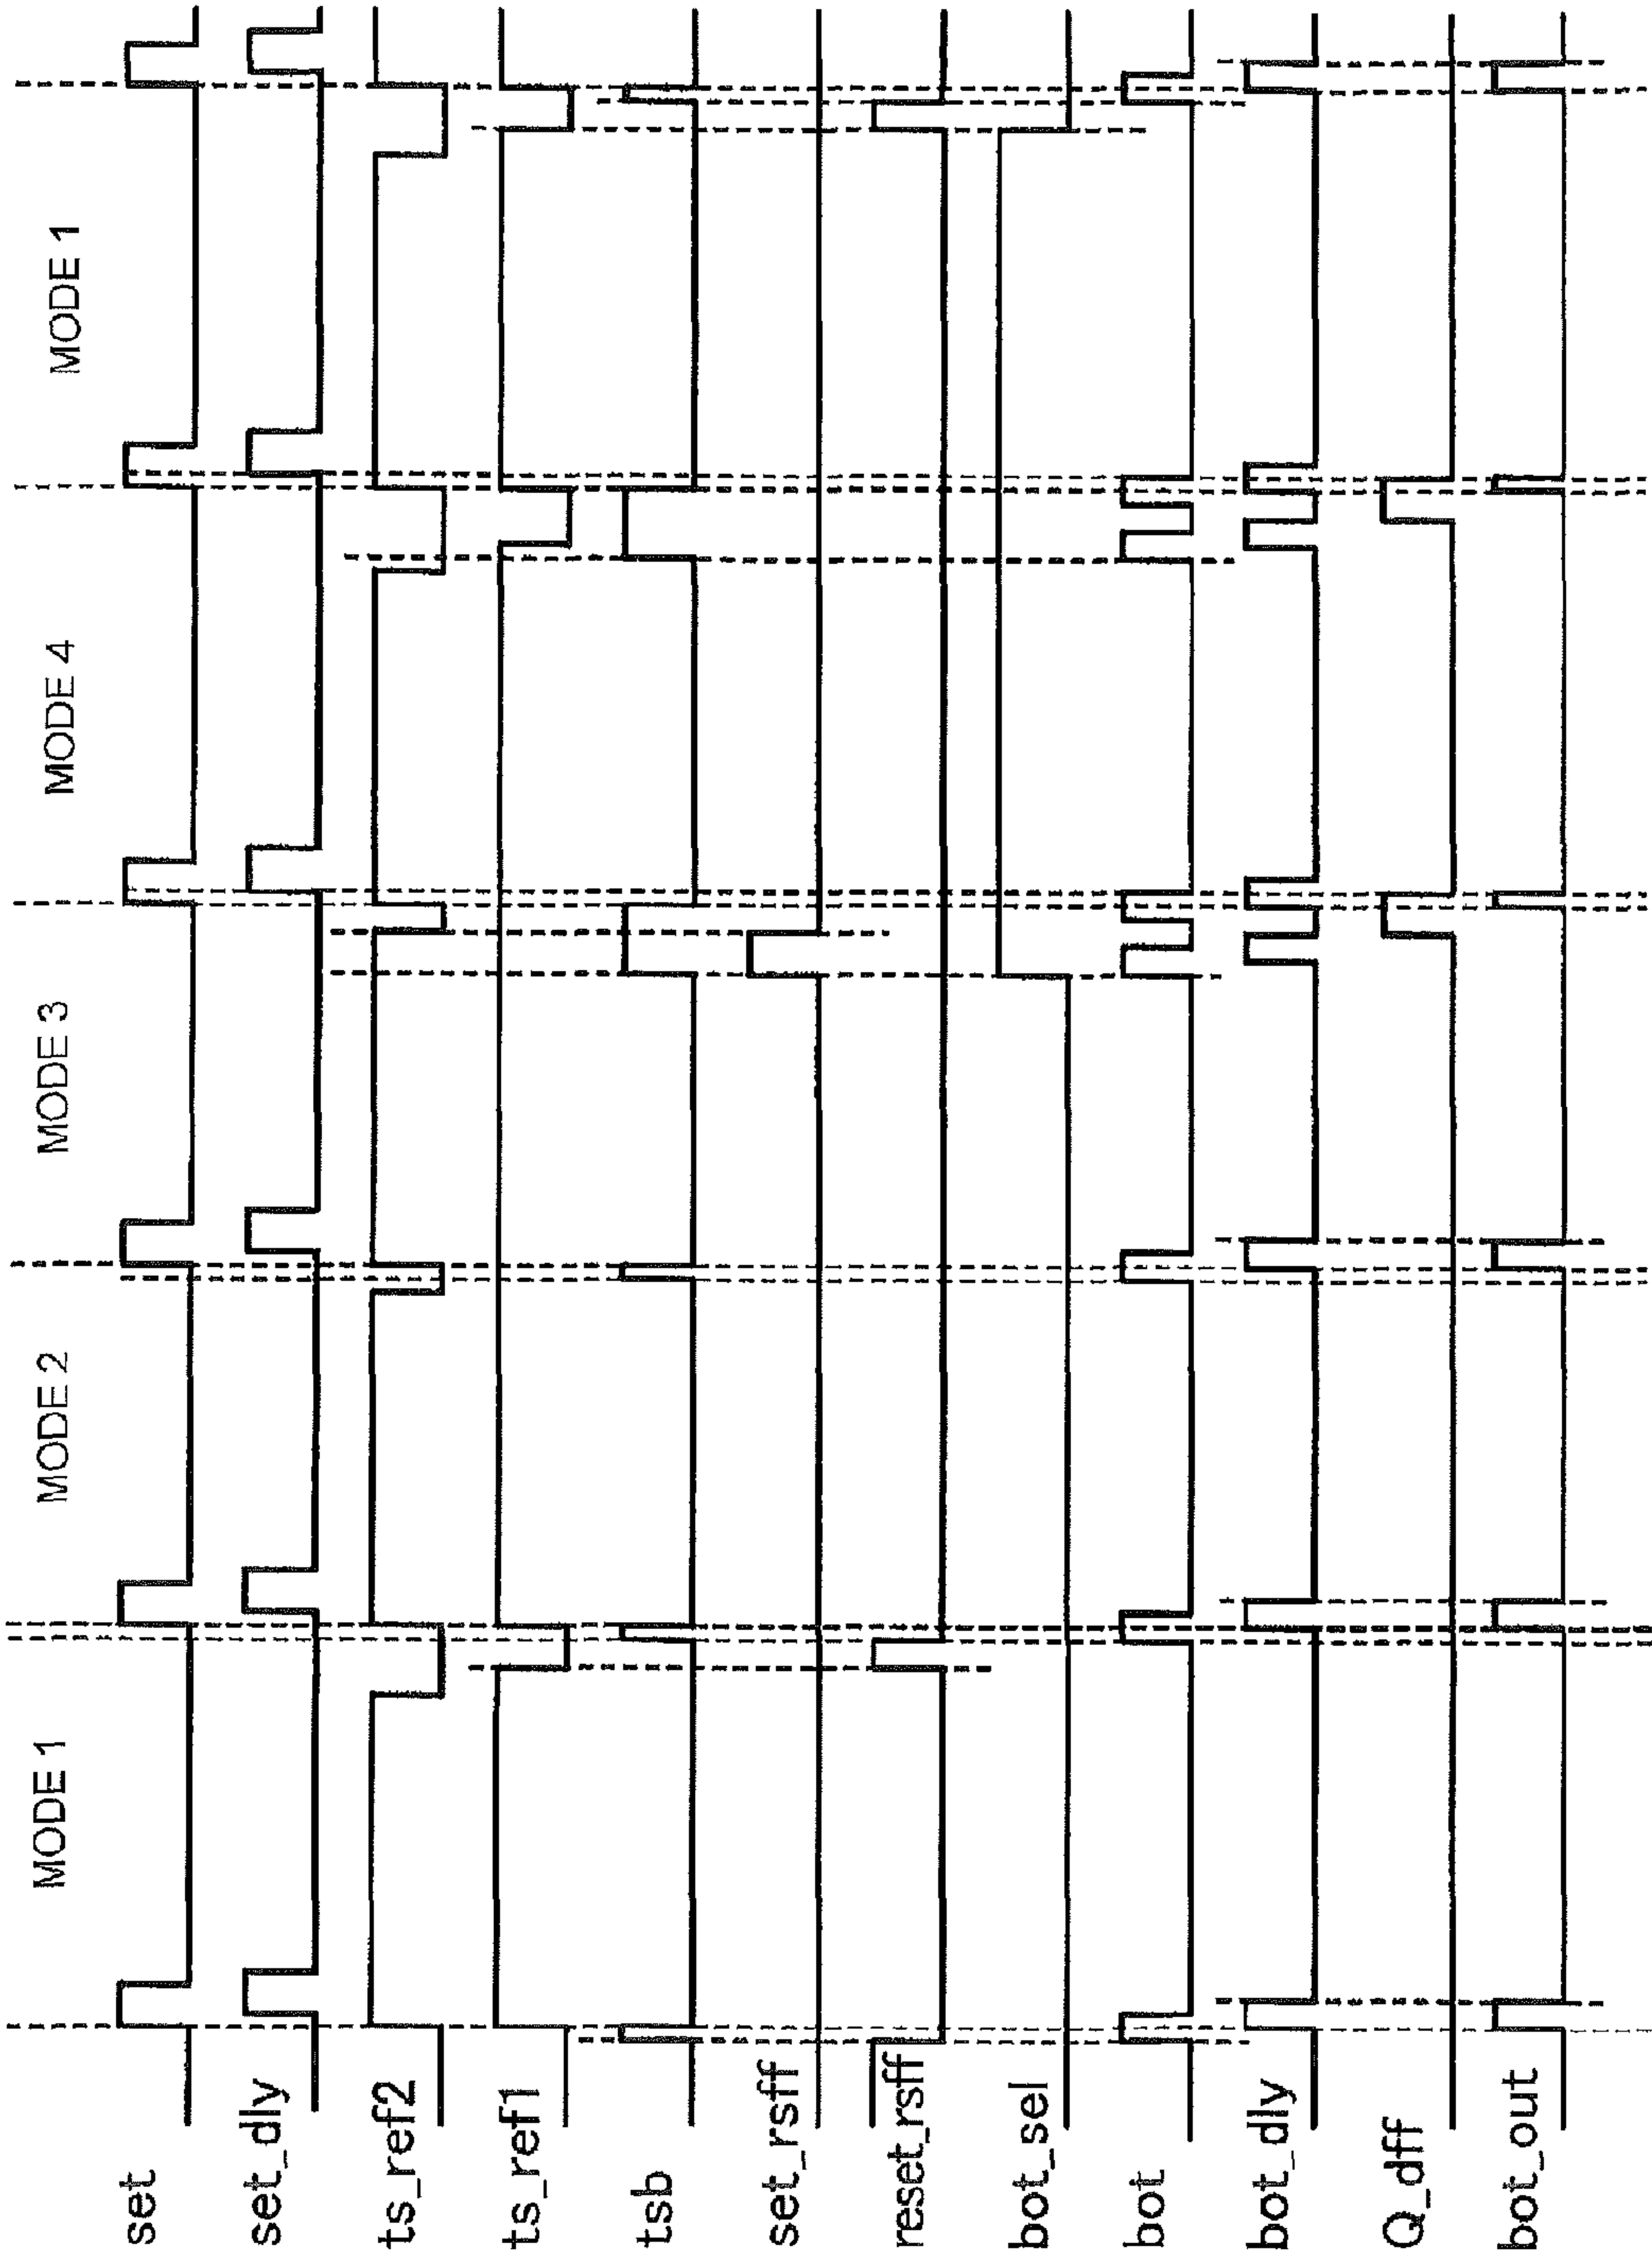 MODE 1
MODE 2
MODE 3
MODE 4
MODE 1
set
set_dly
ts_ref2
ts_ref1
tsb
set_rsff
reset_rsff
bot_sel
bot
bot_dly
Q_dff
bot_out